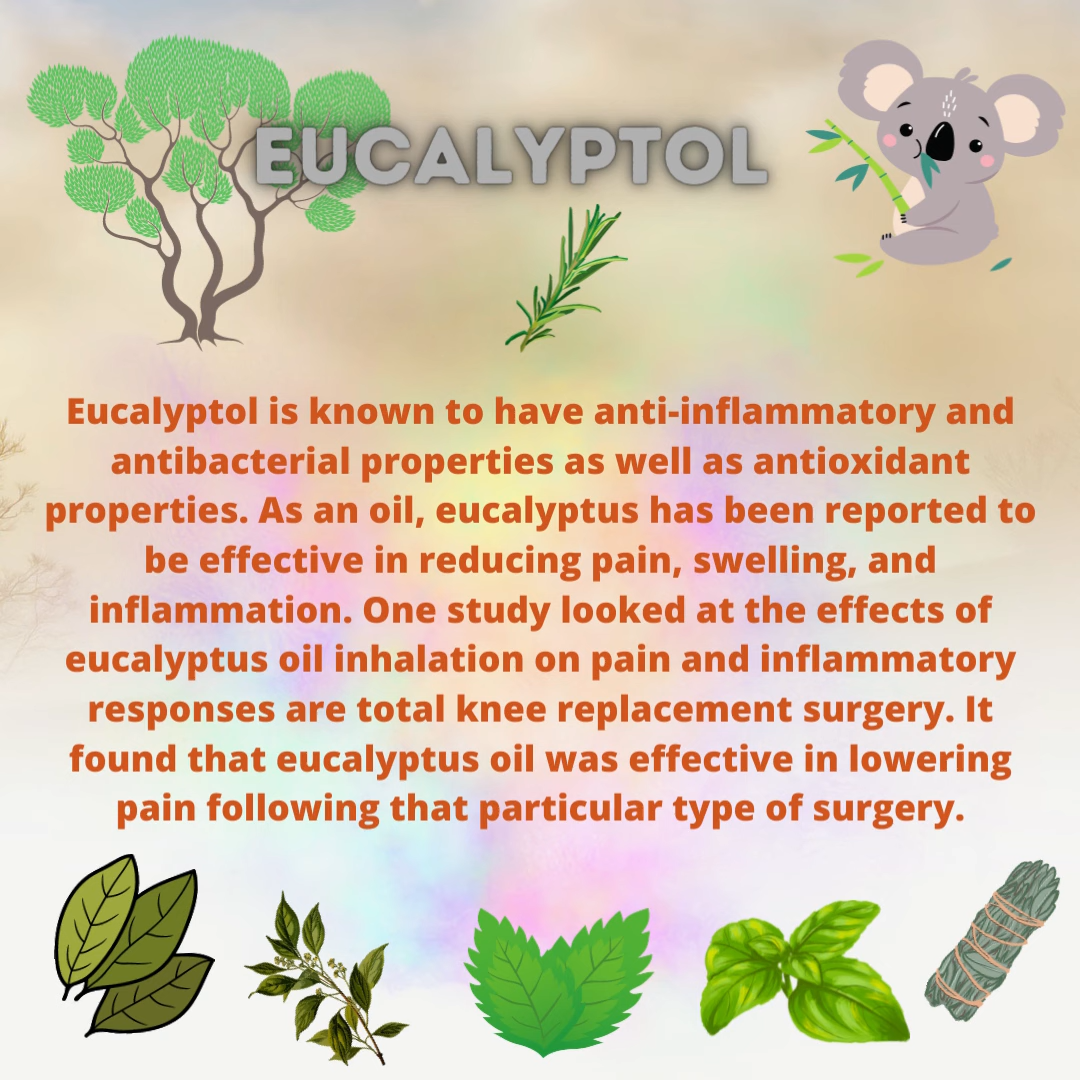 EUCALYPTOL
Eucalyptol is known to have anti-inflammatory and
antibacterial properties as well as antioxidant
properties. As an oil, eucalyptus has been reported to
be effective in reducing pain, swelling, and
inflammation. One study looked at the effects of
eucalyptus oil inhalation on pain and inflammatory
responses are total knee replacement surgery. It
found that eucalyptus oil was effective in lowering
pain following that particular type of surgery.